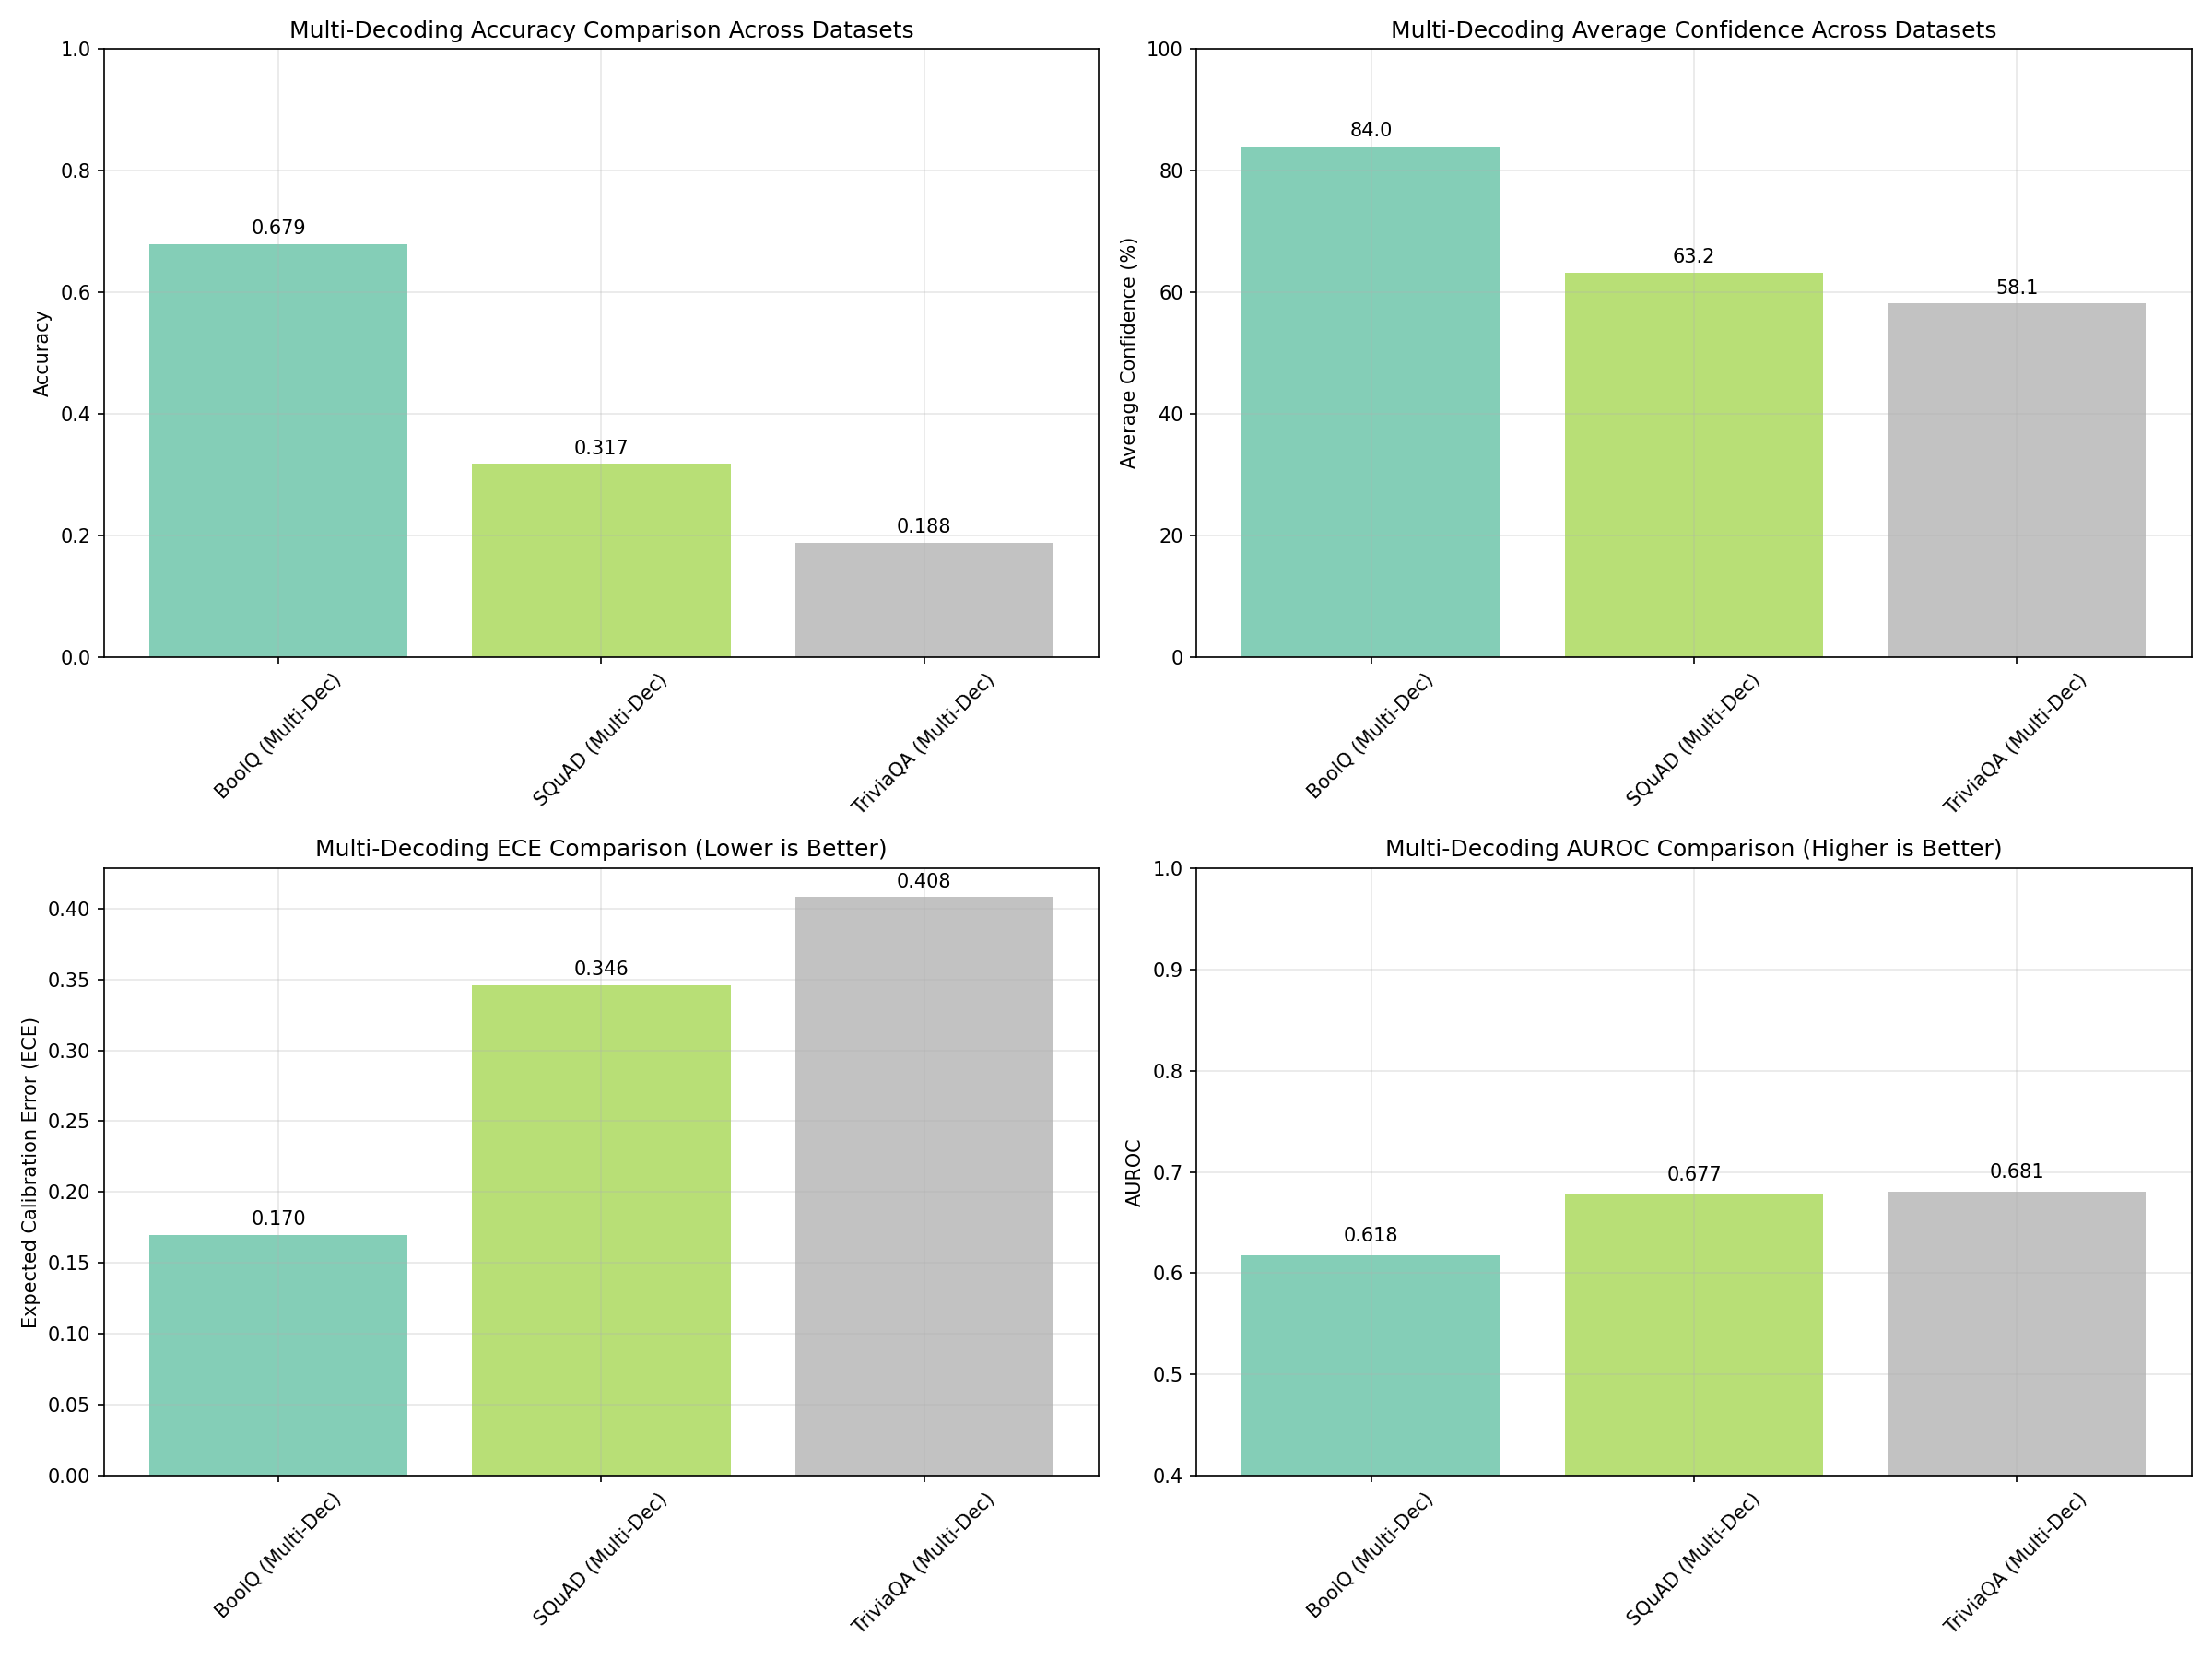 Multi-Decoding Accuracy Comparison Across Datasets
Accuracy
1.0
0.8
0.6
0.4
0.2
0.0
0.679
0.317
0.188
BoolQ (Multi-Dec)
SQuAD (Multi-Dec)
TriviaQA (Multi-Dec)
Multi-Decoding Average Confidence Across Datasets
Average Confidence (%)
100
80
60
40
20
0
84.0
63.2
58.1
BoolQ (Multi-Dec)
SQuAD (Multi-Dec)
TriviaQA (Multi-Dec)
Multi-Decoding ECE Comparison (Lower is Better)
Expected Calibration Error (ECE)
0.40
0.35
0.30
0.25
0.20
0.15
0.10
0.05
0.00
0.170
0.346
0.408
BoolQ (Multi-Dec)
SQuAD (Multi-Dec)
TriviaQA (Multi-Dec)
Multi-Decoding AUROC Comparison (Higher is Better)
AUROC
1.0
0.9
0.8
0.7
0.6
0.5
0.4
0.618
0.677
0.681
BoolQ (Multi-Dec)
SQuAD (Multi-Dec)
TriviaQA (Multi-Dec)